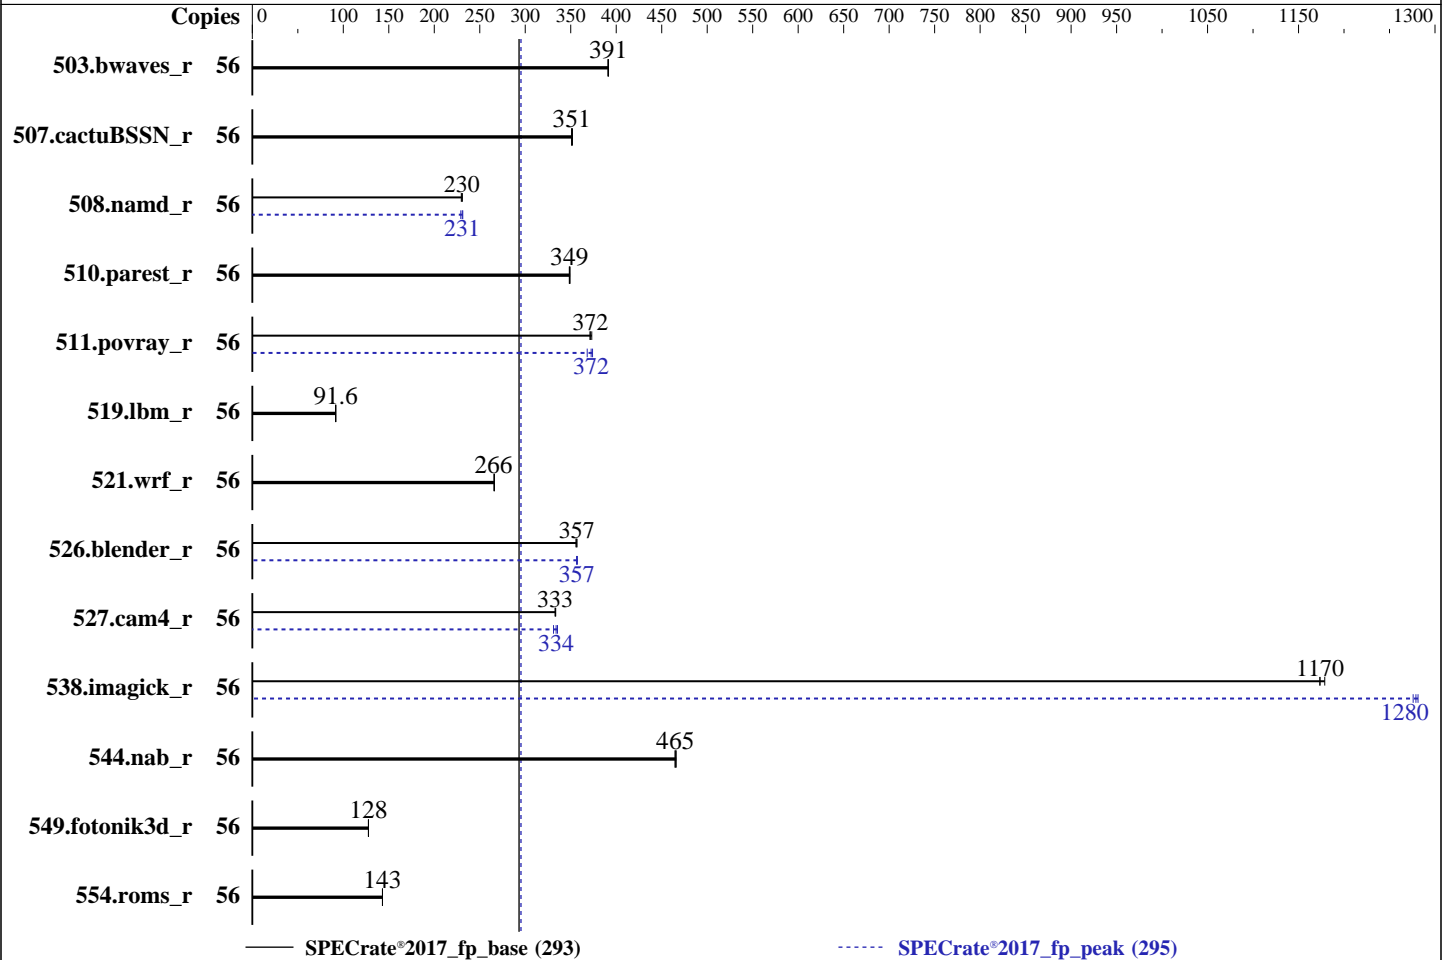 Copies 0 100 150 200 250 300 350 400 450 500 550 600 650 700 750 800 850 900 950 1050 1150 1300
503.bwaves_r 56 391
507.cactuBSSN_r 56 351
508.namd_r 56 230
231
510.parest_r 56 349
511.povray_r 56 372
372
519.lbm_r 56 91.6
521.wrf_r 56 266
526.blender_r 56 357
357
527.cam4_r 56 333
334
538.imagick_r 56 1170
1280
544.nab_r 56 465
549.fotonik3d_r 56 128
554.roms_r 56 143
SPECrate®2017_fp_base (293) SPECrate®2017_fp_peak (295)